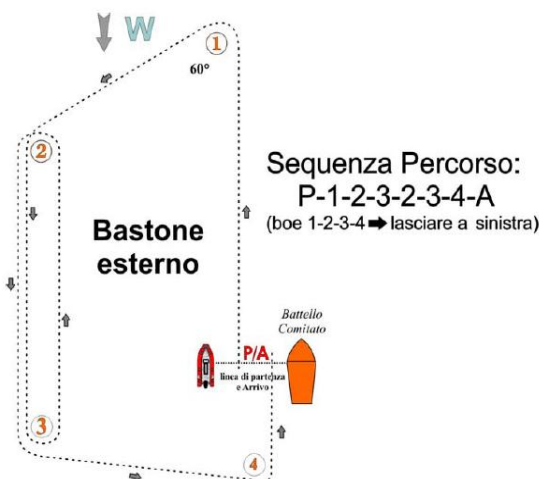 W
1
60°
2
Sequenza Percorso:
P-1-2-3-2-3-4-A
(boe 1-2-3-4 ➡ lasciare a sinistra)
Bastone
esterno
Battello
Comitato
P/A
linea di partenza
e Arrivo
3
4